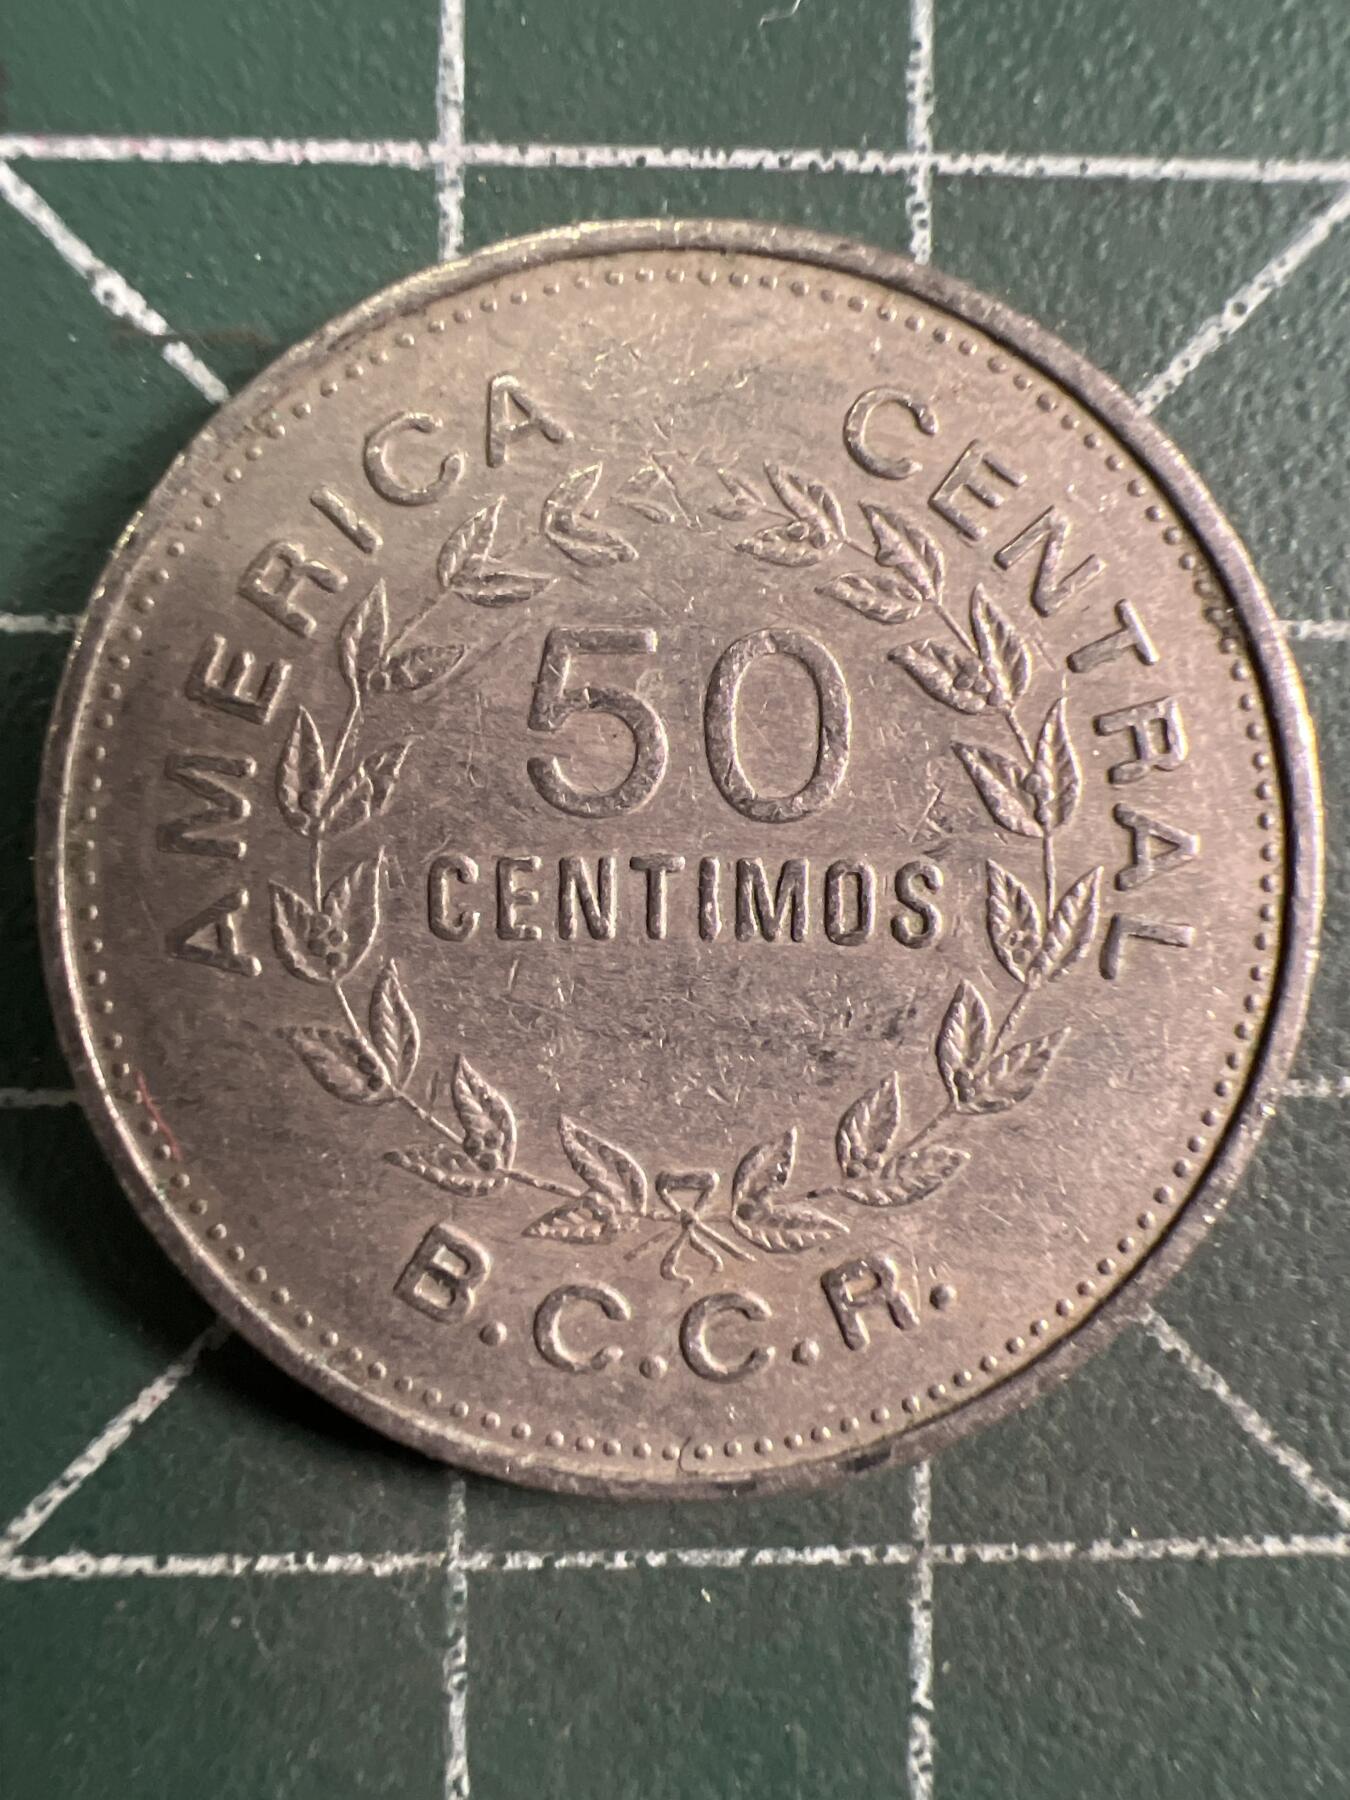 AMERICA CENTRAL
50
CENTIMOS
B.C.C.R.